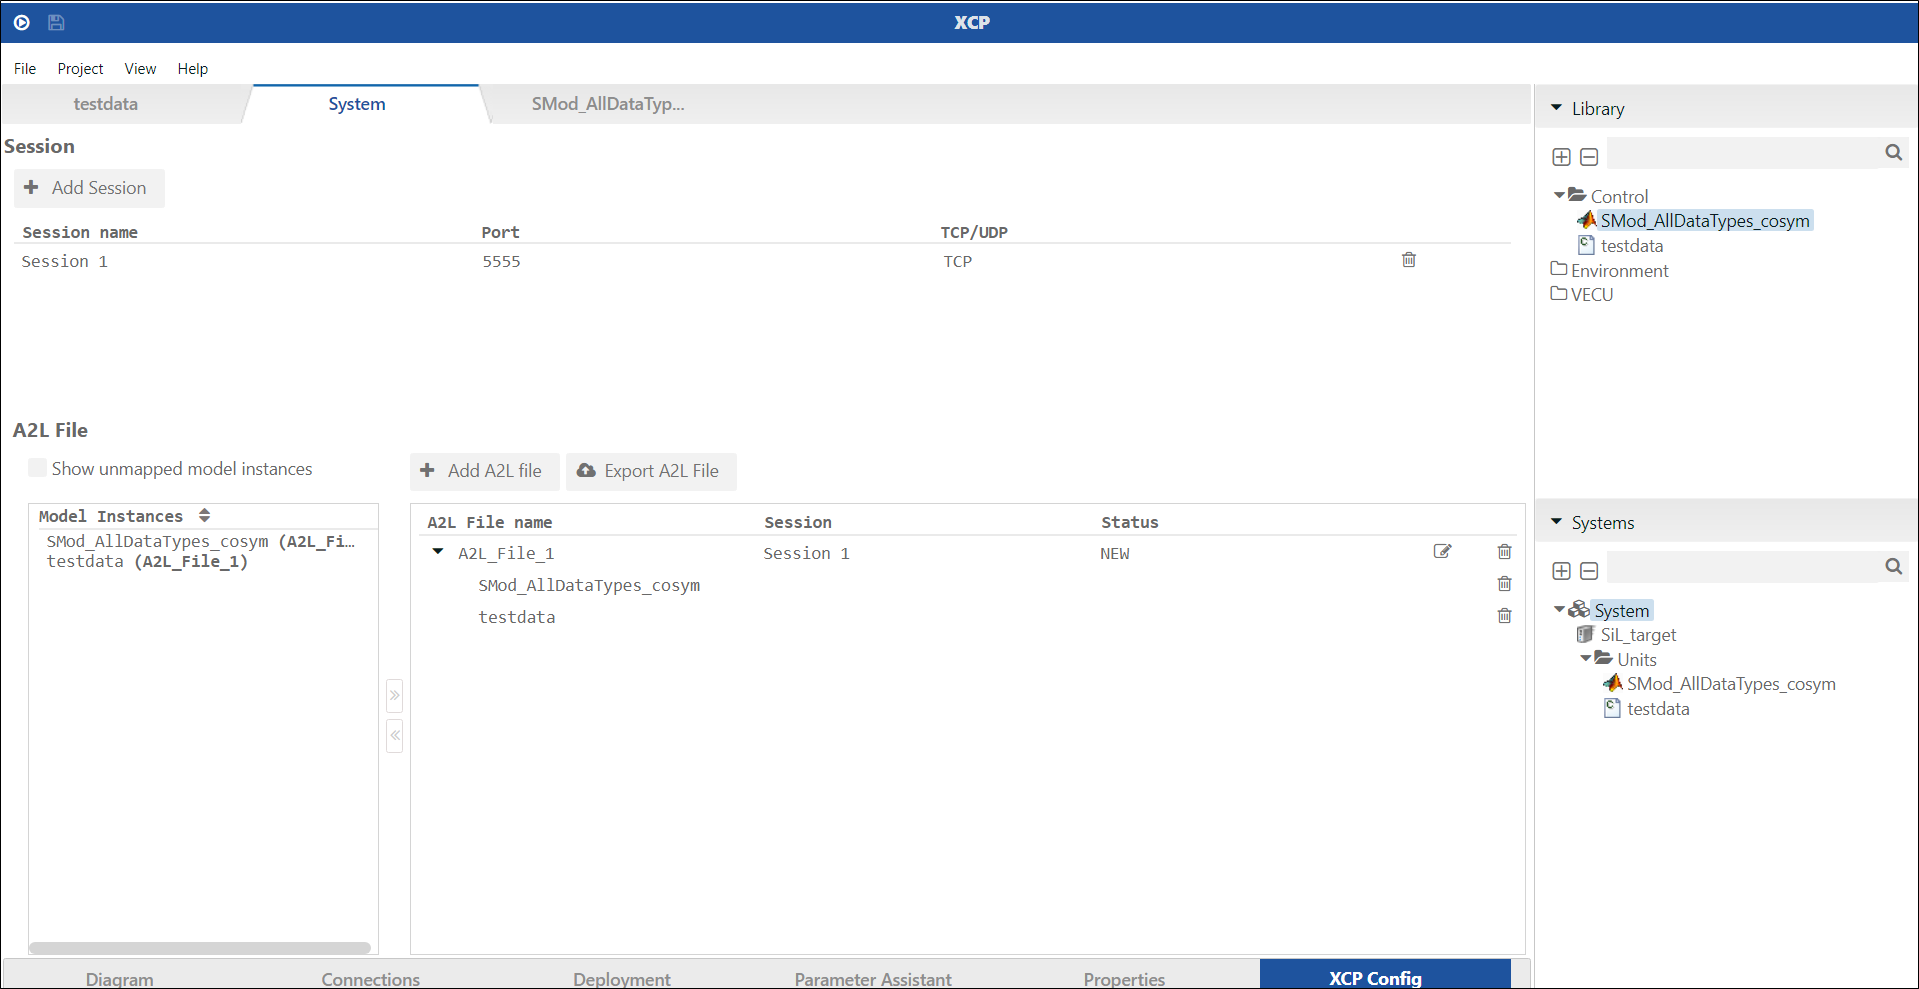 XCP
File Project View Help
testdata System SMod_AllDataTyp...
Session
Add Session
Session name Port TCP/UDP
Session 1 5555 TCP
A2L File
Show unmapped model instances
Add A2L file Export A2L File
Model Instances
SMod_AllDataTypes_cosym (A2L_Fi...
testdata (A2L_File_1)
A2L File name Session Status
A2L_File_1 Session 1 NEW
SMod_AllDataTypes_cosym
testdata
Diagram Connections Deployment Parameter Assistant Properties XCP Config
Library
Control
SMod_AllDataTypes_cosym
testdata
Environment
VECU
Systems
System
SiL_target
Units
SMod_AllDataTypes_cosym
testdata